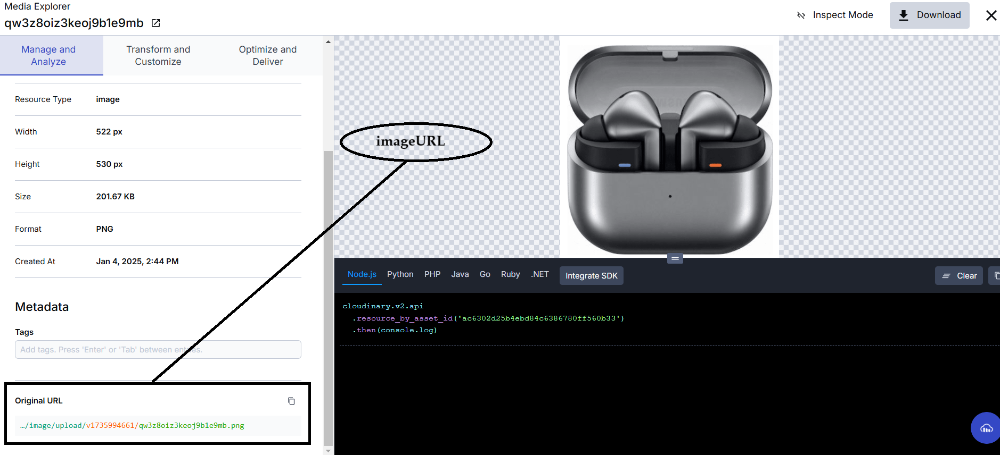 Media Explorer
qw3z8oiz3keoj9b1e9mb
Inspect Mode
Download
Manage and
Analyze
Transform and
Customize
Optimize and
Deliver
Resource Type image
Width 522 px
Height 530 px
Size 201.67 KB
Format PNG
Created At Jan 4, 2025, 2:44 PM
Metadata
Tags
Add tags. Press 'Enter' or 'Tab' between entries.
Original URL
…/image/upload/v1735994661/qw3z8oiz3keoj9b1e9mb.png
imageURL
Node.js Python PHP Java Go Ruby .NET Integrate SDK Clear
cloudinary.v2.api
.resource_by_asset_id('ac6302d25b4ebd84c6386780ff560b33')
.then(console.log)